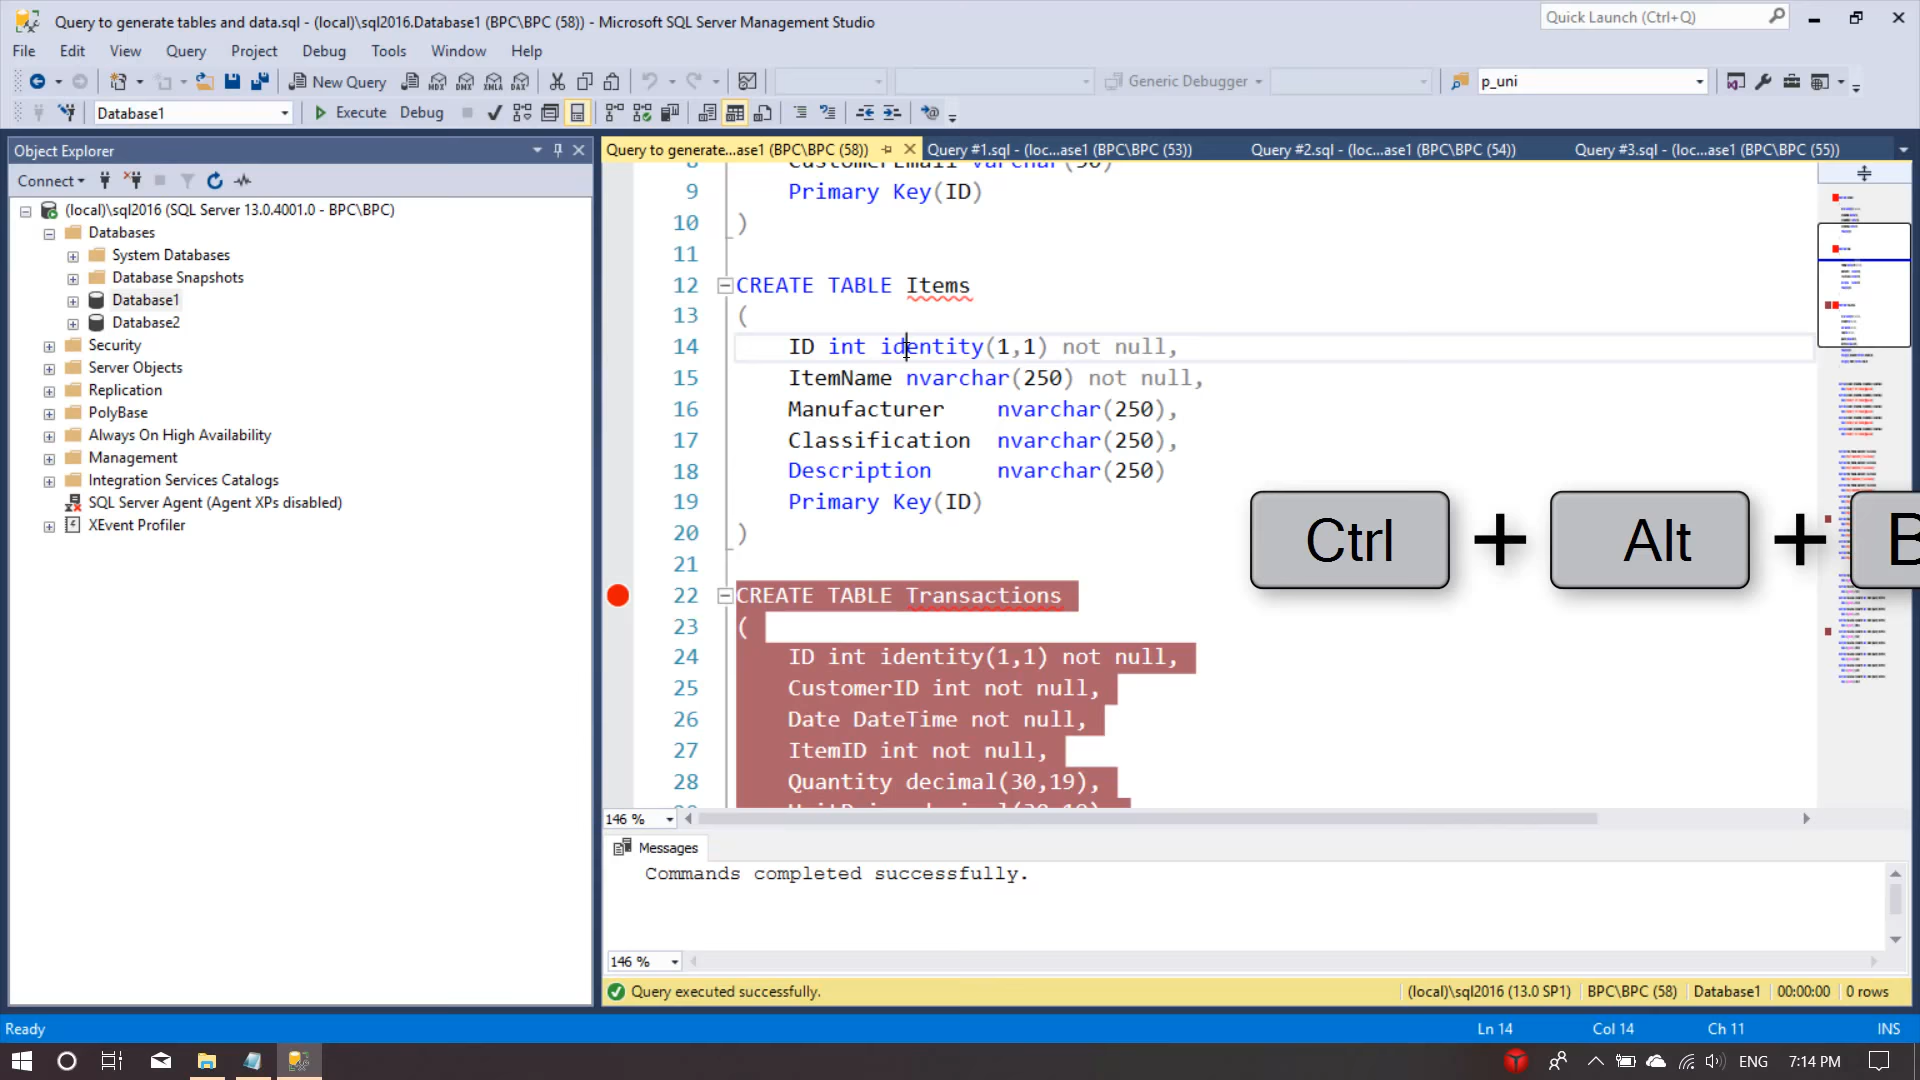 Query to generate tables and data.sql - (local)\sql2016.Database1 (BPC\BPC (58)) - Microsoft SQL Server Management Studio
Quick Launch (Ctrl+Q)
File Edit View Query Project Debug Tools Window Help
New Query
MDX DMX XMLA DAX
Generic Debugger
p_uni
Database1
Execute Debug
Object Explorer
Query to generate...ase1 (BPC\BPC (58))
Query #1.sql - (loc...ase1 (BPC\BPC (53))
Query #2.sql - (loc...ase1 (BPC\BPC (54))
Query #3.sql - (loc...ase1 (BPC\BPC (55))
Connect
(local)\sql2016 (SQL Server 13.0.4001.0 - BPC\BPC)
Databases
System Databases
Database Snapshots
Database1
Database2
Security
Server Objects
Replication
PolyBase
Always On High Availability
Management
Integration Services Catalogs
SQL Server Agent (Agent XPs disabled)
XEvent Profiler
8 CustomerEmail varchar(50)
9 Primary Key(ID)
10 )
11
12 CREATE TABLE Items
13 (
14 ID int identity(1,1) not null,
15 ItemName nvarchar(250) not null,
16 Manufacturer nvarchar(250),
17 Classification nvarchar(250),
18 Description nvarchar(250)
19 Primary Key(ID)
20 )
21
22 CREATE TABLE Transactions
23 (
24 ID int identity(1,1) not null,
25 CustomerID int not null,
26 Date DateTime not null,
27 ItemID int not null,
28 Quantity decimal(30,19),
Ctrl + Alt + B
146 %
Messages
Commands completed successfully.
146 %
Query executed successfully.
(local)\sql2016 (13.0 SP1) BPC\BPC (58) Database1 00:00:00 0 rows
Ready
Ln 14 Col 14 Ch 11 INS
ENG 7:14 PM